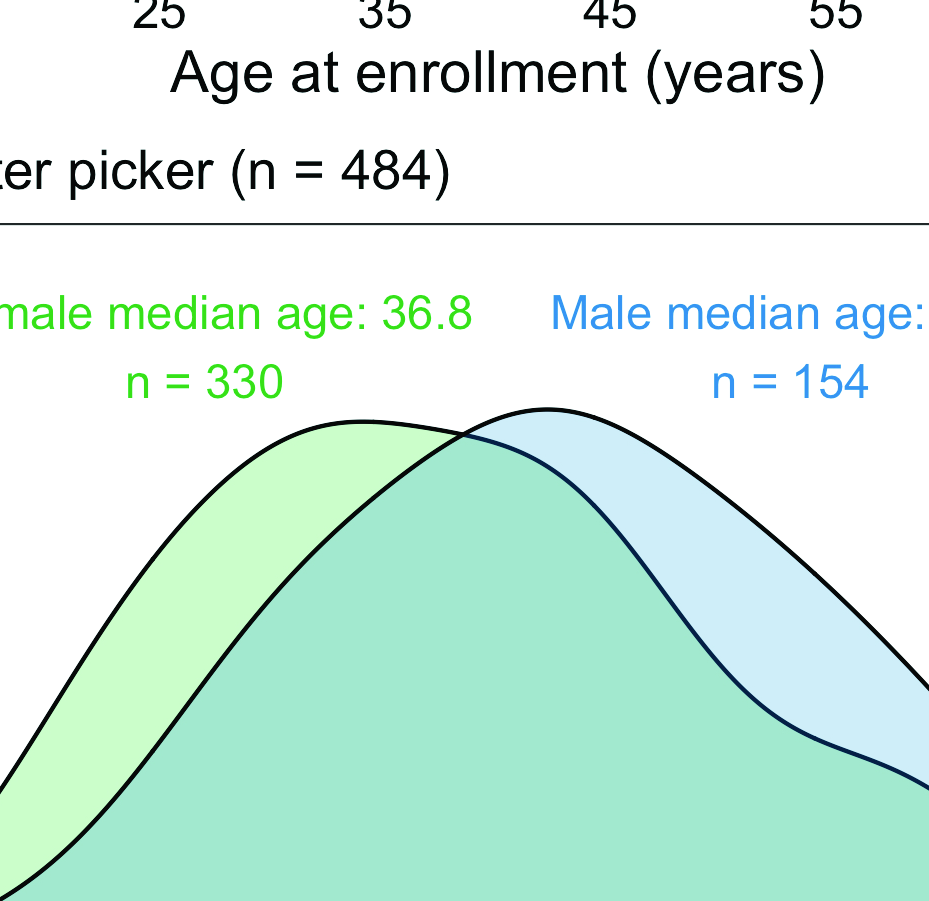 25 35 45 55
Age at enrollment (years)
ter picker (n = 484)
male median age: 36.8 Male median age:
n = 330 n = 154